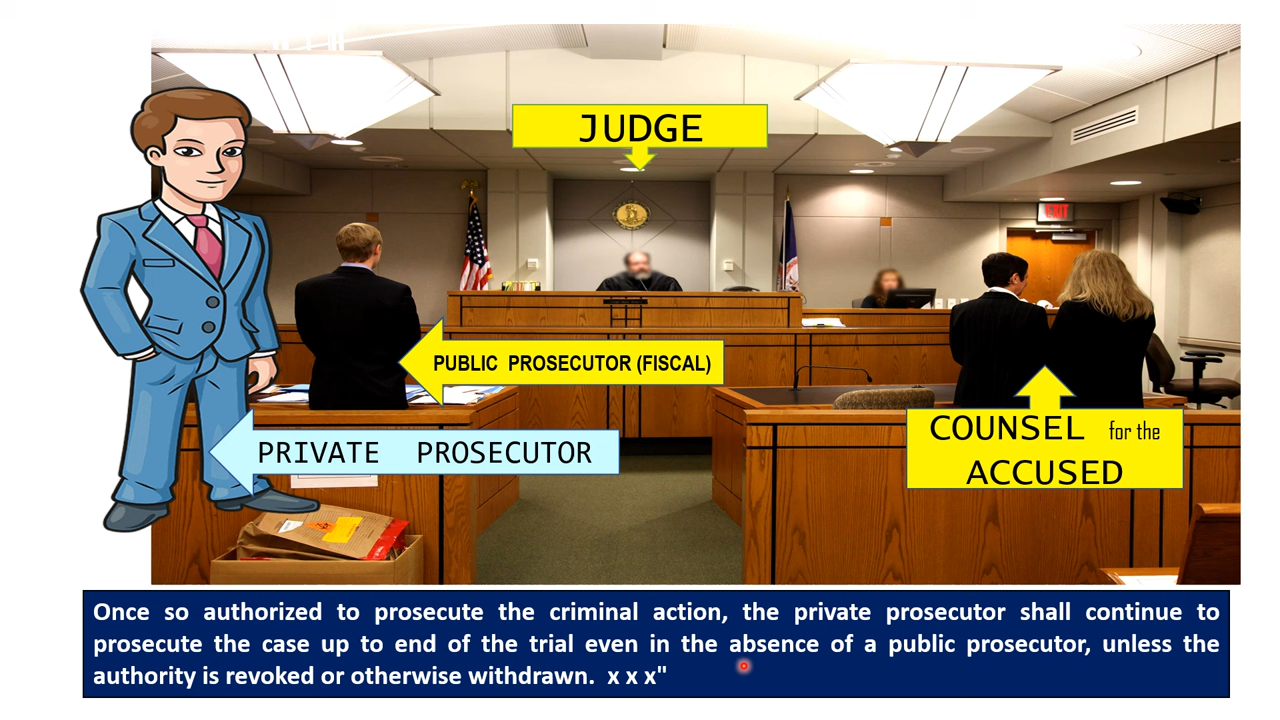 JUDGE
EXIT
PUBLIC PROSECUTOR (FISCAL)
PRIVATE PROSECUTOR
COUNSEL for the
ACCUSED
Once so authorized to prosecute the criminal action, the private prosecutor shall continue to
prosecute the case up to end of the trial even in the absence of a public prosecutor, unless the
authority is revoked or otherwise withdrawn. x x x"